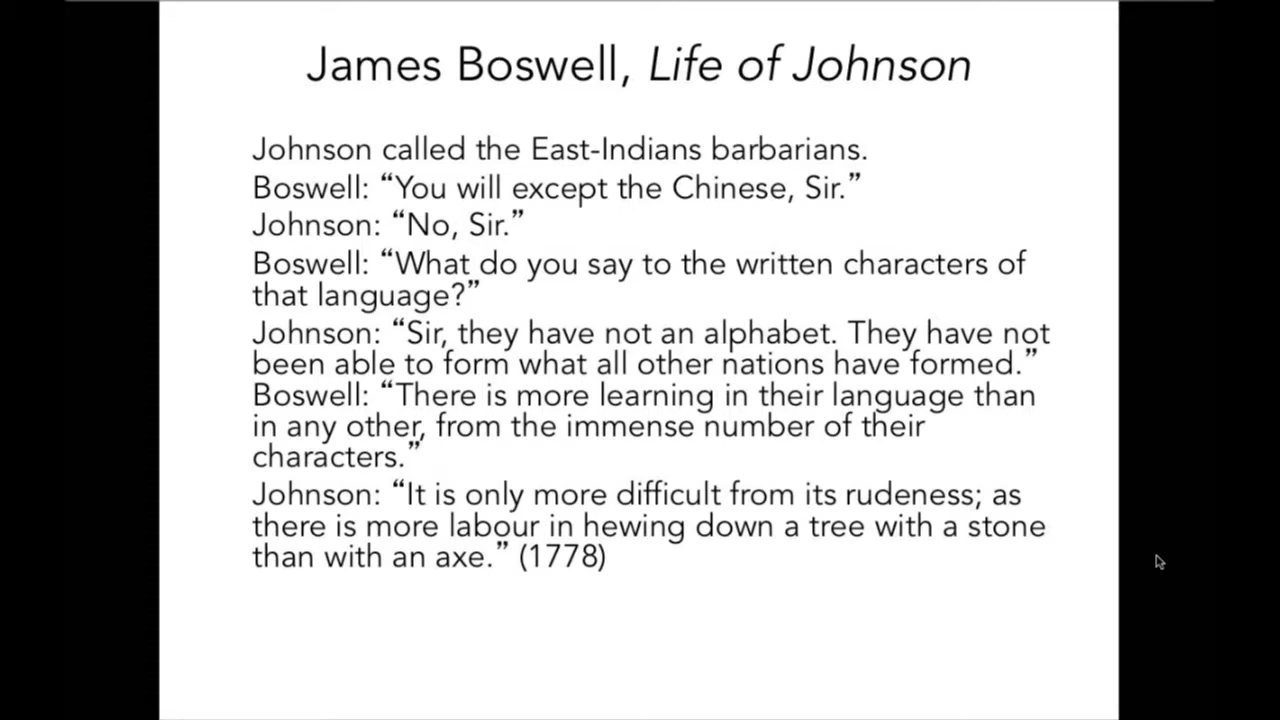 James Boswell, Life of Johnson
Johnson called the East-Indians barbarians.
Boswell: “You will except the Chinese, Sir.”
Johnson: “No, Sir.”
Boswell: “What do you say to the written characters of
that language?”
Johnson: “Sir, they have not an alphabet. They have not
been able to form what all other nations have formed.”
Boswell: “There is more learning in their language than
in any other, from the immense number of their
characters.”
Johnson: “It is only more difficult from its rudeness; as
there is more labour in hewing down a tree with a stone
than with an axe.” (1778)